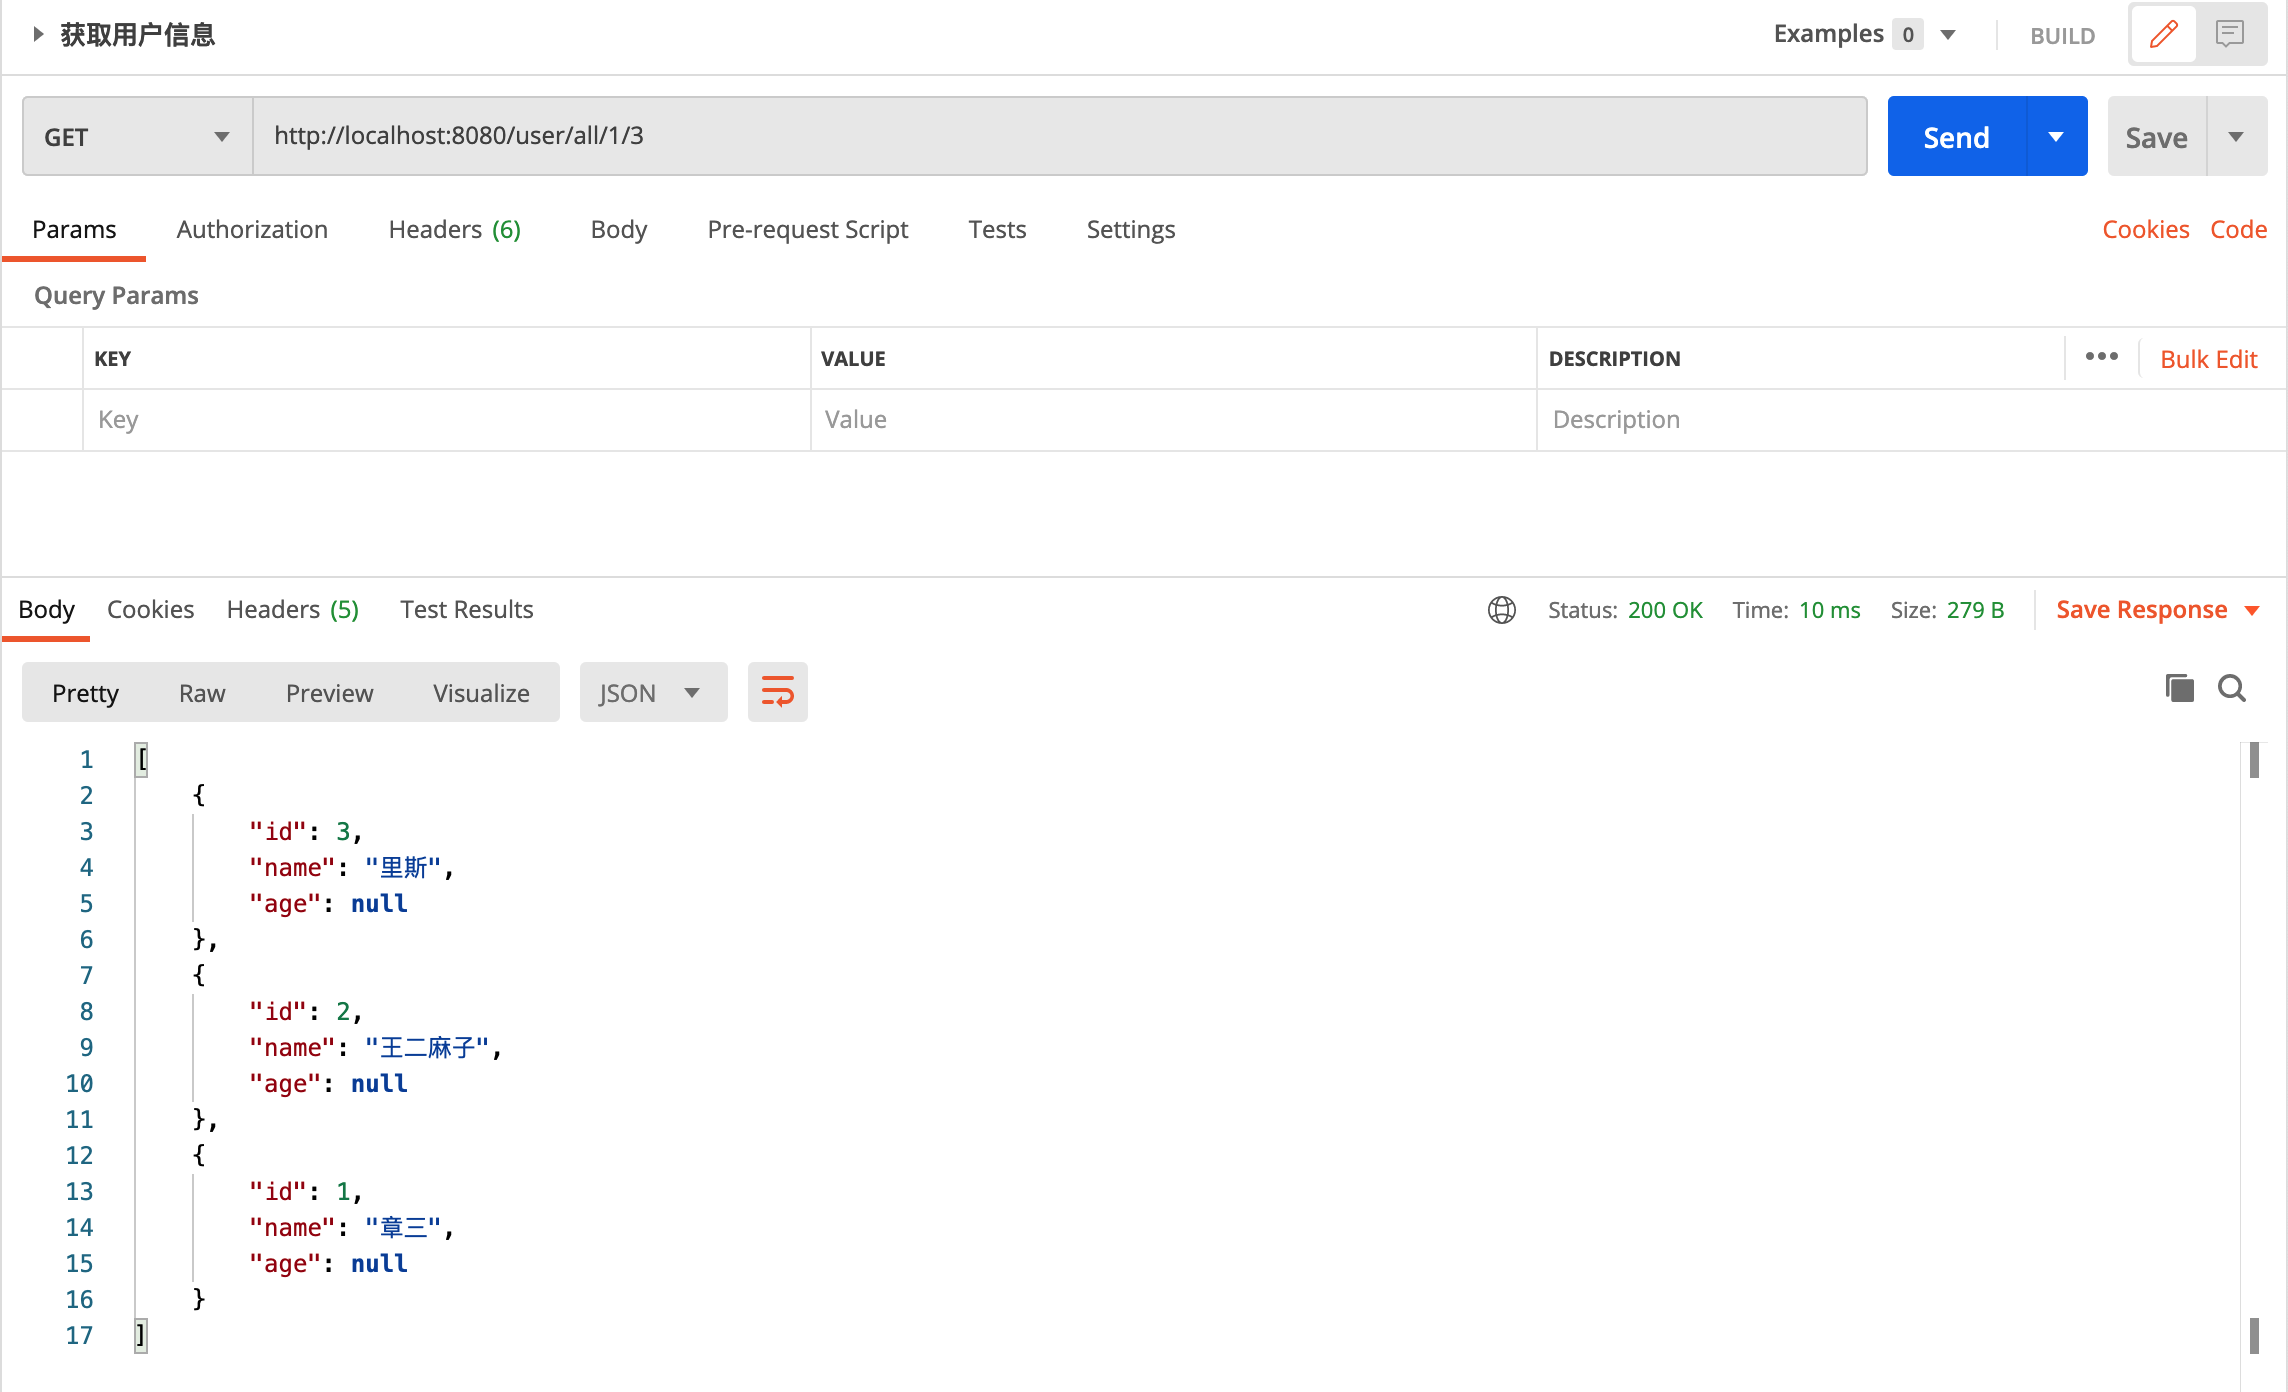 获取用户信息 Examples 0 BUILD
GET http://localhost:8080/user/all/1/3 Send Save
Params Authorization Headers (6) Body Pre-request Script Tests Settings Cookies Code
Query Params
KEY VALUE DESCRIPTION ••• Bulk Edit
Key Value Description
Body Cookies Headers (5) Test Results Status: 200 OK Time: 10 ms Size: 279 B Save Response
Pretty Raw Preview Visualize JSON
1 [
2 {
3 "id": 3,
4 "name": "里斯",
5 "age": null
6 },
7 {
8 "id": 2,
9 "name": "王二麻子",
10 "age": null
11 },
12 {
13 "id": 1,
14 "name": "章三",
15 "age": null
16 }
17 ]